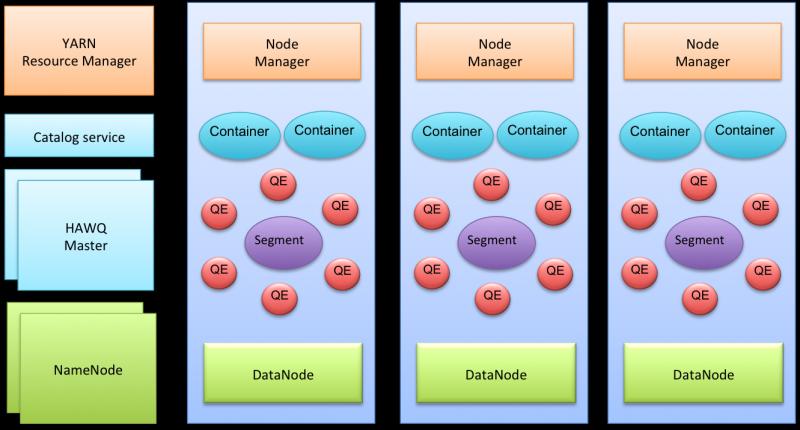 YARN
Resource Manager
Catalog service
HAWQ
Master
NameNode
Node
Manager
Container
Container
QE
QE
QE
Segment
QE
QE
QE
DataNode
Node
Manager
Container
Container
QE
QE
QE
Segment
QE
QE
QE
DataNode
Node
Manager
Container
Container
QE
QE
QE
Segment
QE
QE
QE
DataNode